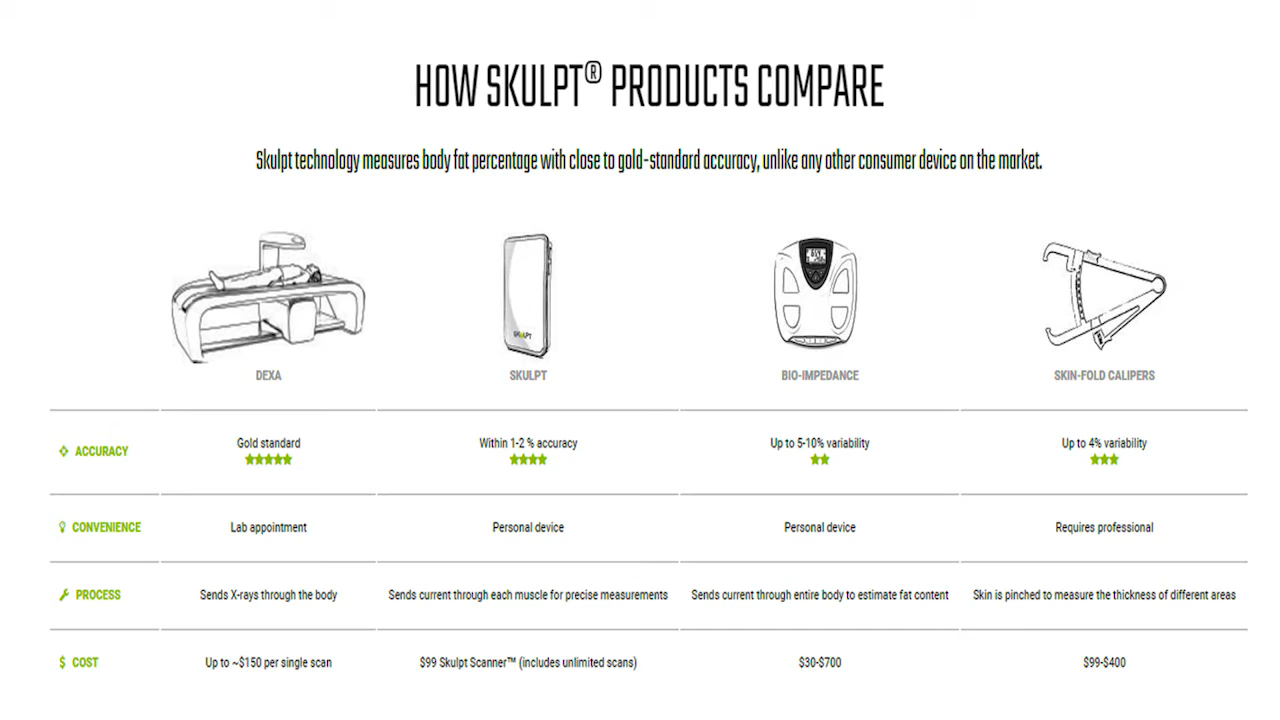 HOW SKULPT® PRODUCTS COMPARE
Skulpt technology measures body fat percentage with close to gold-standard accuracy, unlike any other consumer device on the market.
SKULPT
DEXA SKULPT BIO-IMPEDANCE SKIN-FOLD CALIPERS
ACCURACY Gold standard Within 1-2 % accuracy Up to 5-10% variability Up to 4% variability
CONVENIENCE Lab appointment Personal device Personal device Requires professional
PROCESS Sends X-rays through the body Sends current through each muscle for precise measurements Sends current through entire body to estimate fat content Skin is pinched to measure the thickness of different areas
$ COST Up to ~$150 per single scan $99 Skulpt Scanner™ (includes unlimited scans) $30-$700 $99-$400